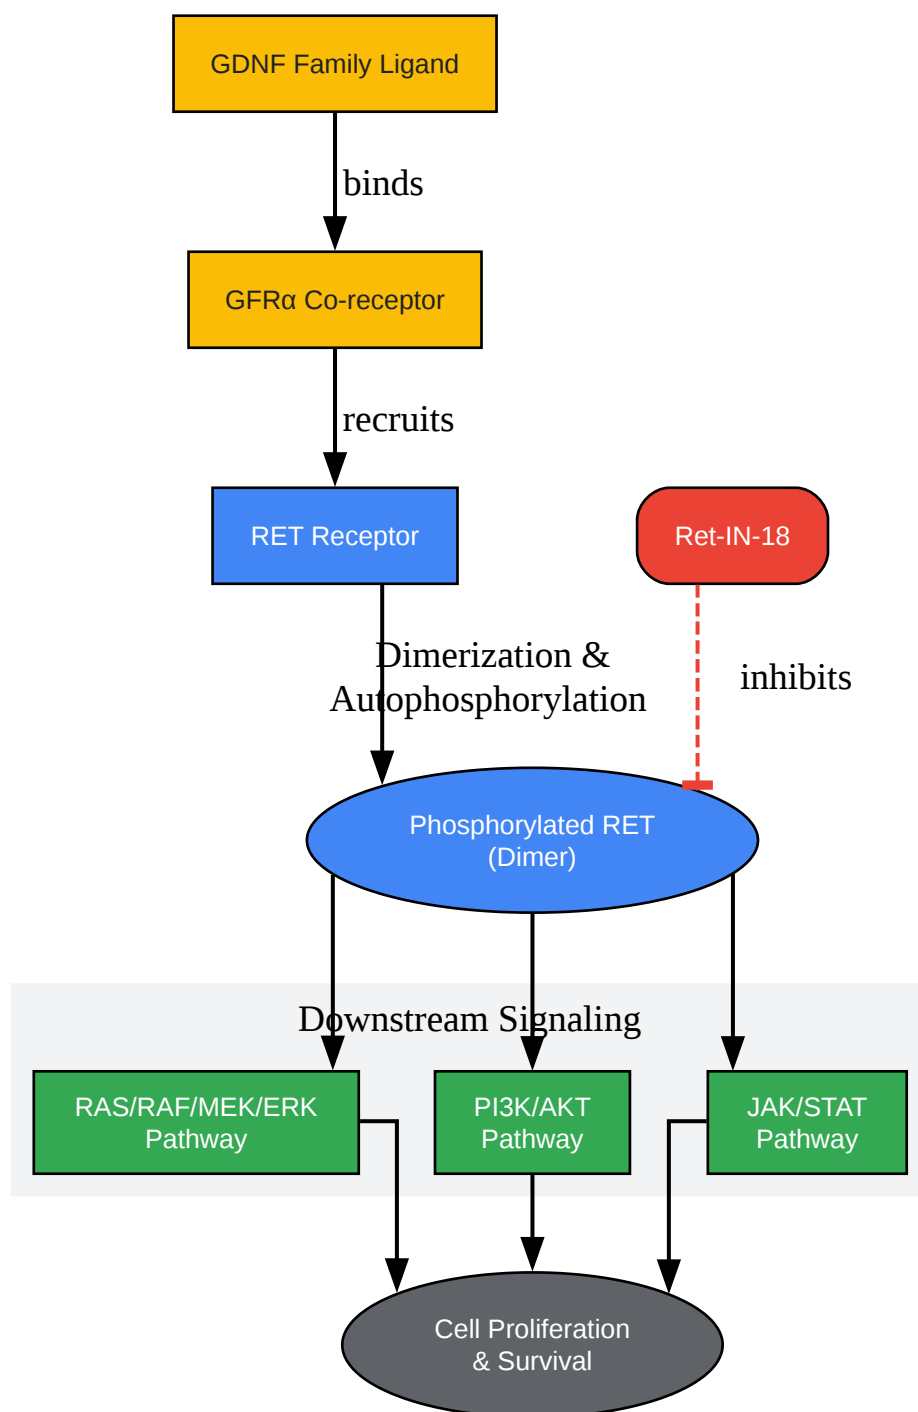 GDNF Family Ligand
binds
GFRα Co-receptor
recruits
RET Receptor
Ret-IN-18
Dimerization &
Autophosphorylation
inhibits
Phosphorylated RET
(Dimer)
Downstream Signaling
RAS/RAF/MEK/ERK
Pathway
PI3K/AKT
Pathway
JAK/STAT
Pathway
Cell Proliferation
& Survival